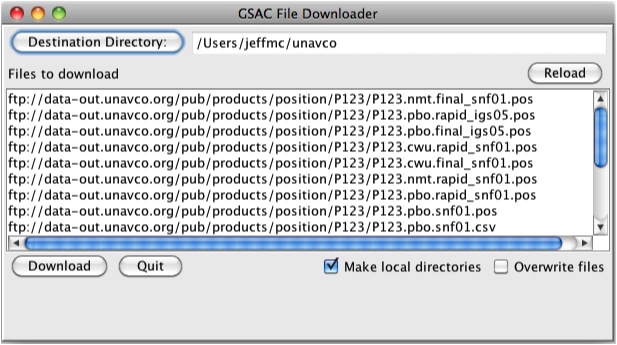 GSAC File Downloader
Destination Directory: /Users/jeffmc/unavco
Files to download Reload
ftp://data-out.unavco.org/pub/products/position/P123/P123.nmt.final_snf01.pos
ftp://data-out.unavco.org/pub/products/position/P123/P123.pbo.rapid_igs05.pos
ftp://data-out.unavco.org/pub/products/position/P123/P123.pbo.final_igs05.pos
ftp://data-out.unavco.org/pub/products/position/P123/P123.cwu.rapid_snf01.pos
ftp://data-out.unavco.org/pub/products/position/P123/P123.cwu.final_snf01.pos
ftp://data-out.unavco.org/pub/products/position/P123/P123.nmt.rapid_snf01.pos
ftp://data-out.unavco.org/pub/products/position/P123/P123.pbo.rapid_snf01.pos
ftp://data-out.unavco.org/pub/products/position/P123/P123.pbo.snf01.pos
ftp://data-out.unavco.org/pub/products/position/P123/P123.pbo.snf01.csv
Download Quit Make local directories Overwrite files